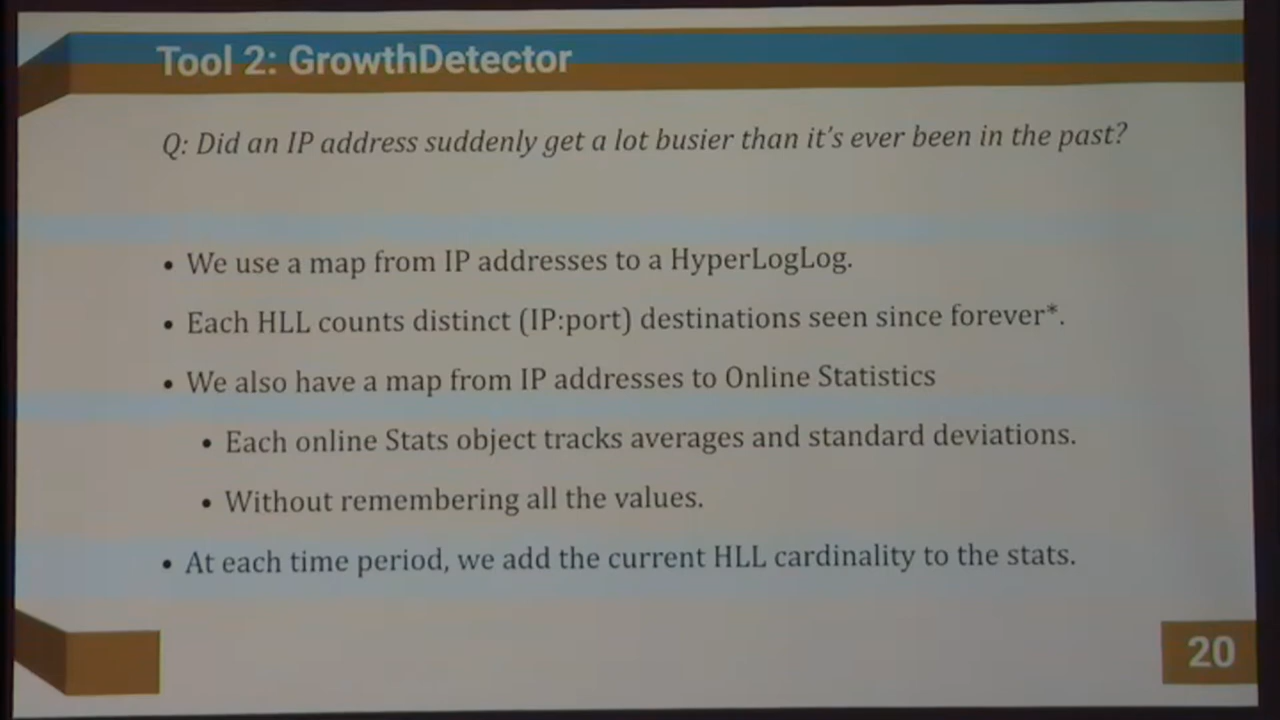 Tool 2: GrowthDetector
Q: Did an IP address suddenly get a lot busier than it's ever been in the past?
• We use a map from IP addresses to a HyperLogLog.
• Each HLL counts distinct (IP:port) destinations seen since forever*.
• We also have a map from IP addresses to Online Statistics
• Each online Stats object tracks averages and standard deviations.
• Without remembering all the values.
• At each time period, we add the current HLL cardinality to the stats.
20